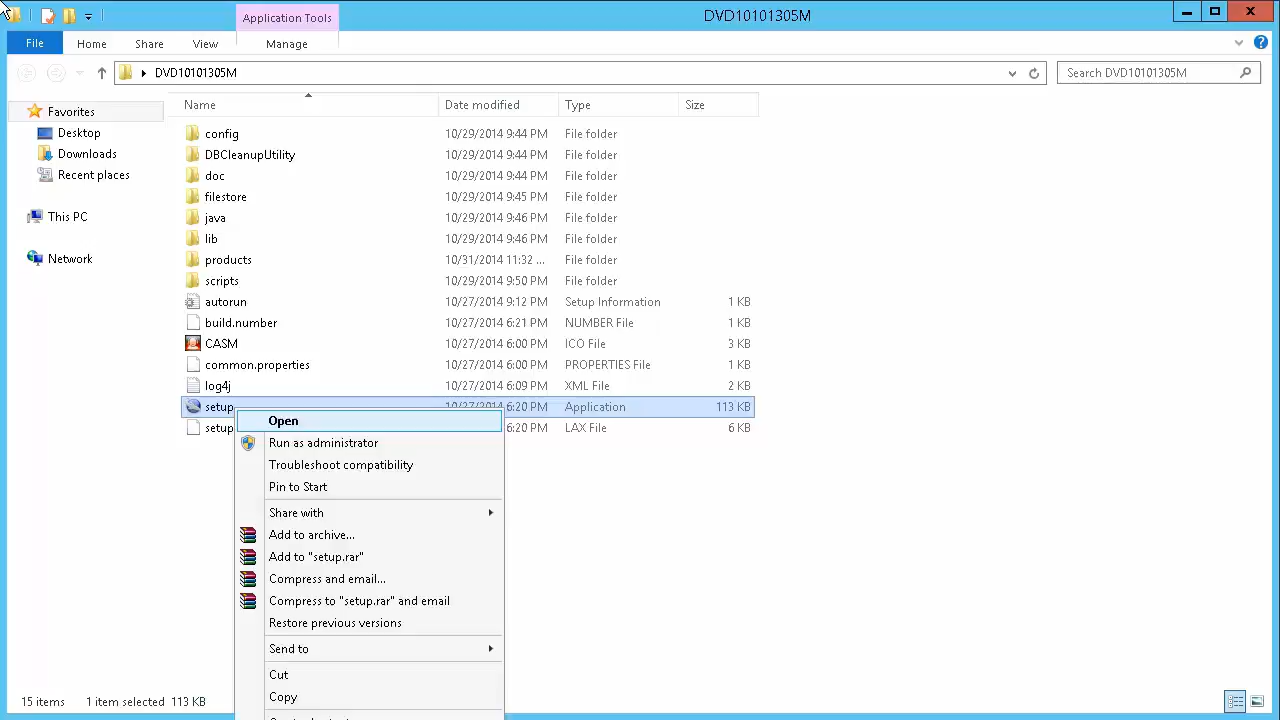 Application Tools
DVD10101305M
File Home Share View Manage
DVD10101305M
Search DVD10101305M
Favorites
Desktop
Downloads
Recent places
This PC
Network
Name Date modified Type Size
config 10/29/2014 9:44 PM File folder
DBCleanupUtility 10/29/2014 9:44 PM File folder
doc 10/29/2014 9:44 PM File folder
filestore 10/29/2014 9:45 PM File folder
java 10/29/2014 9:46 PM File folder
lib 10/29/2014 9:46 PM File folder
products 10/31/2014 11:32 ... File folder
scripts 10/29/2014 9:50 PM File folder
autorun 10/27/2014 9:12 PM Setup Information 1 KB
build.number 10/27/2014 6:21 PM NUMBER File 1 KB
CASM 10/27/2014 6:00 PM ICO File 3 KB
common.properties 10/27/2014 6:00 PM PROPERTIES File 1 KB
log4j 10/27/2014 6:09 PM XML File 2 KB
setup 10/27/2014 6:20 PM Application 113 KB
setup 6:20 PM LAX File 6 KB
Open
Run as administrator
Troubleshoot compatibility
Pin to Start
Share with
Add to archive...
Add to "setup.rar"
Compress and email...
Compress to "setup.rar" and email
Restore previous versions
Send to
Cut
Copy
15 items 1 item selected 113 KB